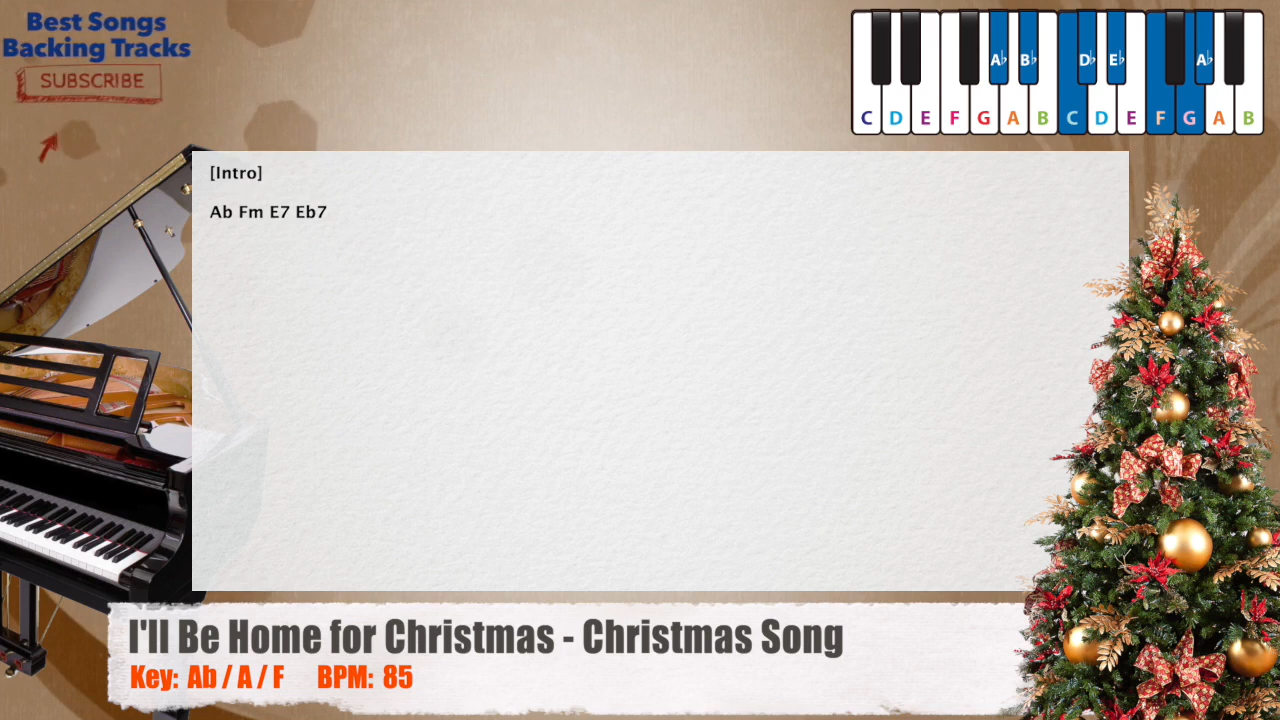 Best Songs
Backing Tracks
SUBSCRIBE
A♭ B♭ D♭ E♭ A♭
C D E F G A B C D E F G A B
[Intro]
Ab Fm E7 Eb7
I'll Be Home for Christmas - Christmas Song
Key: Ab / A / F BPM: 85